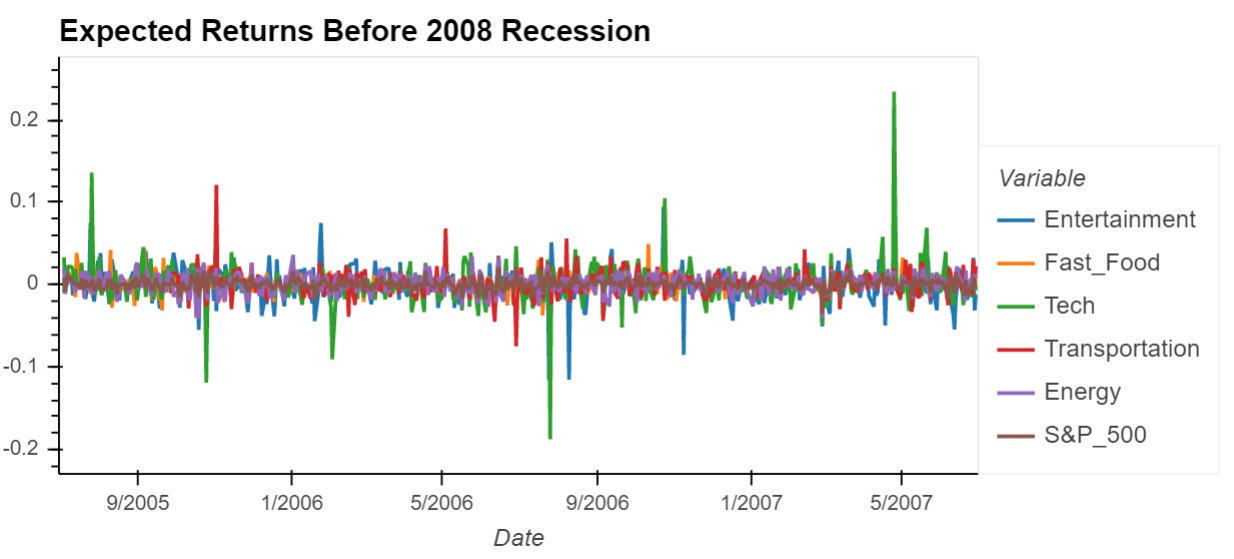 Expected Returns Before 2008 Recession
0.2
0.1
0
-0.1
-0.2
9/2005 1/2006 5/2006 9/2006 1/2007 5/2007
Date
Variable
Entertainment
Fast_Food
Tech
Transportation
Energy
S&P_500